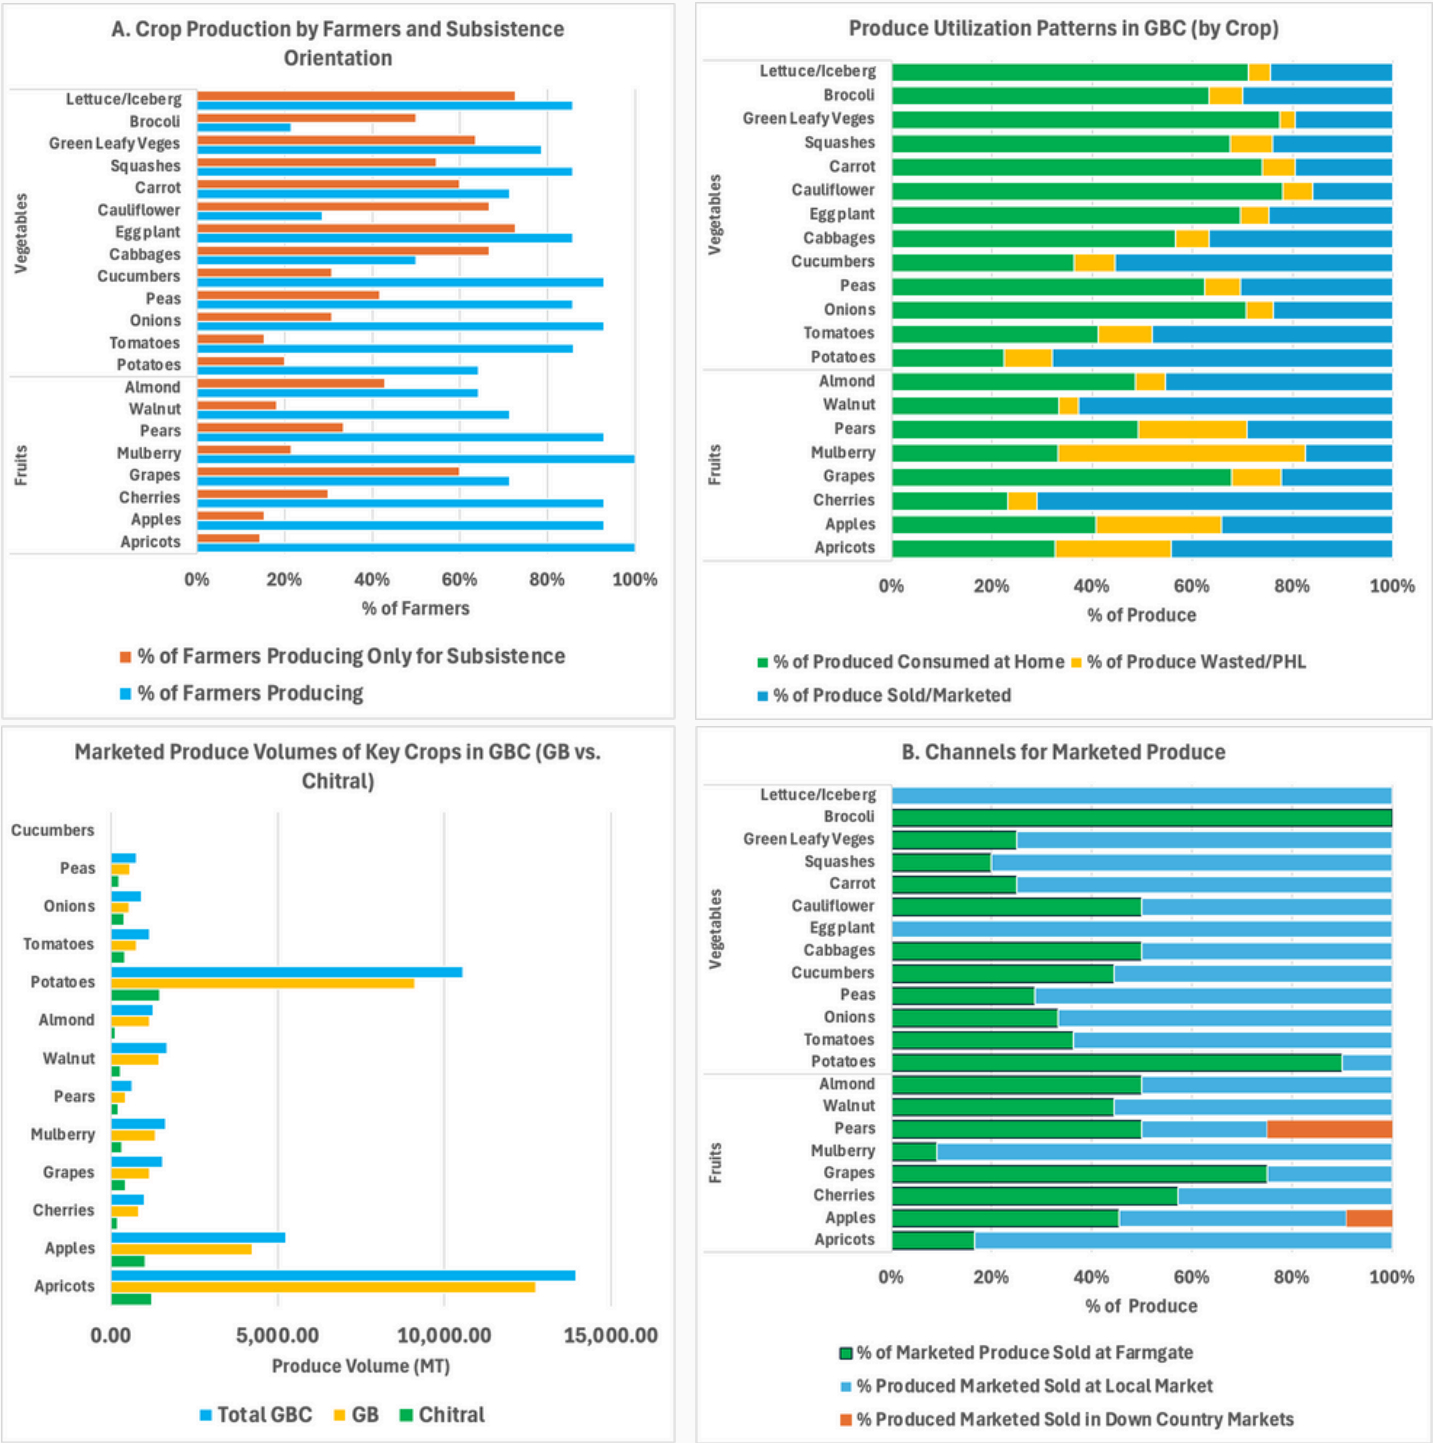 A. Crop Production by Farmers and Subsistence
Orientation
Vegetables
Lettuce/Iceberg
Brocoli
Green Leafy Veges
Squashes
Carrot
Cauliflower
Eggplant
Cabbages
Cucumbers
Peas
Onions
Tomatoes
Potatoes
Fruits
Almond
Walnut
Pears
Mulberry
Grapes
Cherries
Apples
Apricots
0% 20% 40% 60% 80% 100%
% of Farmers
% of Farmers Producing Only for Subsistence
% of Farmers Producing
Produce Utilization Patterns in GBC (by Crop)
Vegetables
Lettuce/Iceberg
Brocoli
Green Leafy Veges
Squashes
Carrot
Cauliflower
Eggplant
Cabbages
Cucumbers
Peas
Onions
Tomatoes
Potatoes
Fruits
Almond
Walnut
Pears
Mulberry
Grapes
Cherries
Apples
Apricots
0% 20% 40% 60% 80% 100%
% of Produce
% of Produced Consumed at Home % of Produce Wasted/PHL
% of Produce Sold/Marketed
Marketed Produce Volumes of Key Crops in GBC (GB vs.
Chitral)
Cucumbers
Peas
Onions
Tomatoes
Potatoes
Almond
Walnut
Pears
Mulberry
Grapes
Cherries
Apples
Apricots
0.00 5,000.00 10,000.00 15,000.00
Produce Volume (MT)
Total GBC GB Chitral
B. Channels for Marketed Produce
Vegetables
Lettuce/Iceberg
Brocoli
Green Leafy Veges
Squashes
Carrot
Cauliflower
Eggplant
Cabbages
Cucumbers
Peas
Onions
Tomatoes
Potatoes
Fruits
Almond
Walnut
Pears
Mulberry
Grapes
Cherries
Apples
Apricots
0% 20% 40% 60% 80% 100%
% of Produce
% of Marketed Produce Sold at Farmgate
% Produced Marketed Sold at Local Market
% Produced Marketed Sold in Down Country Markets